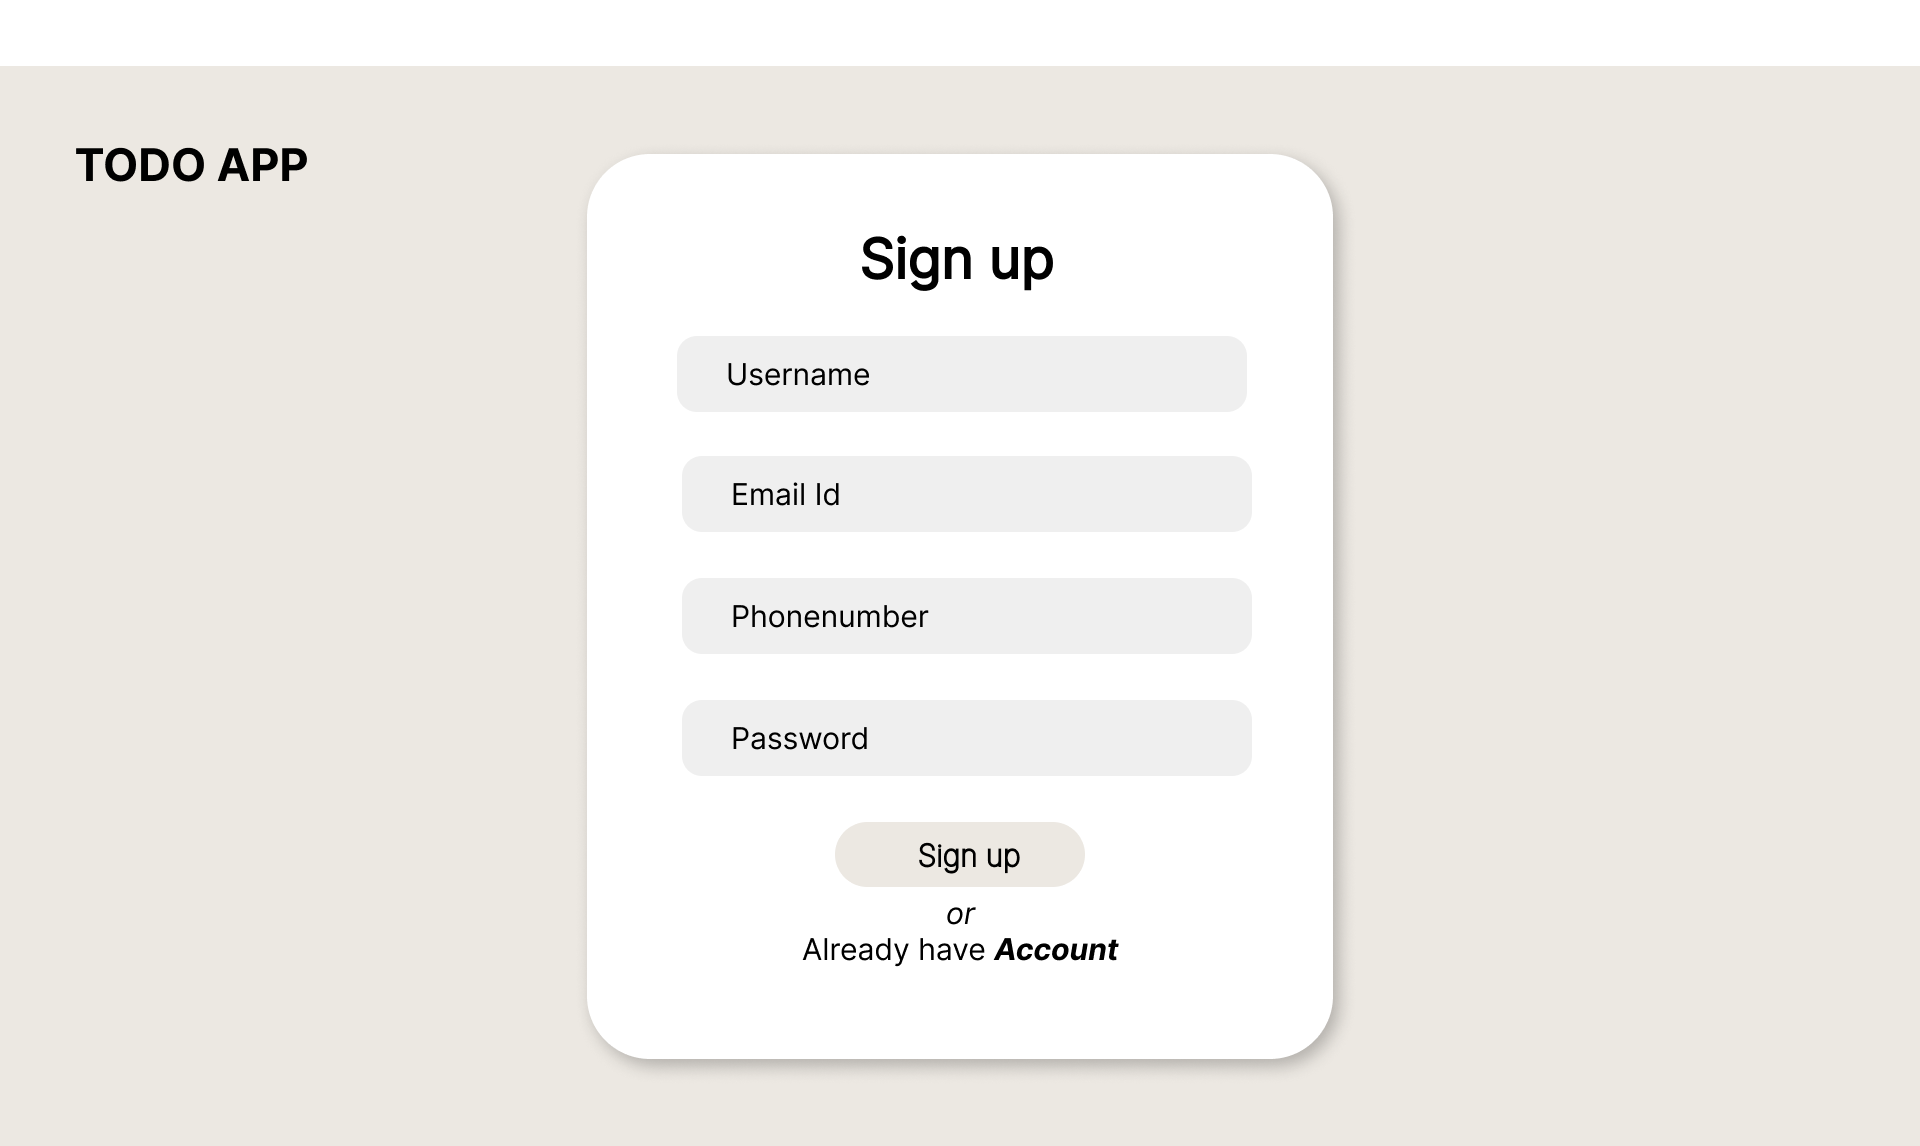 TODO APP
Sign up
Username
Email Id
Phonenumber
Password
Sign up
or
Already have Account